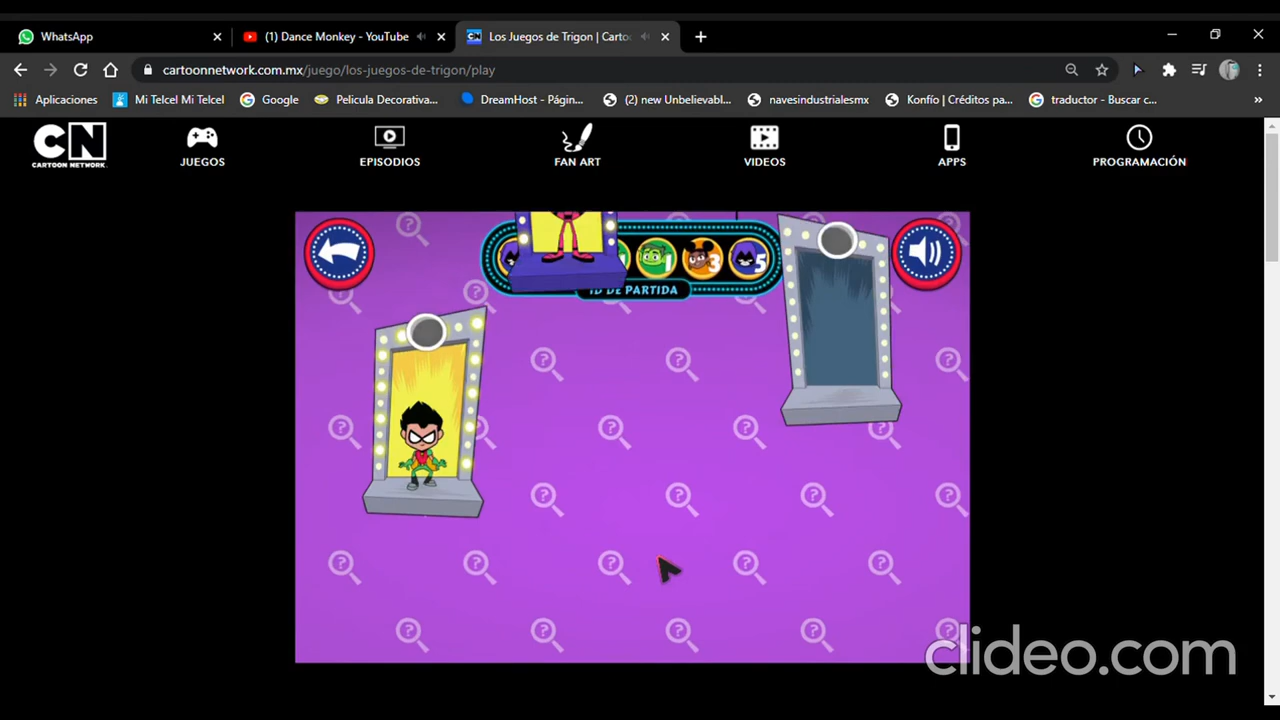 WhatsApp
(1) Dance Monkey - YouTube
Los Juegos de Trigon | Carto
cartoonnetwork.com.mx/juego/los-juegos-de-trigon/play
Aplicaciones
Mi Telcel Mi Telcel
Google
Pelicula Decorativa...
DreamHost - Págin...
(2) new Unbelievabl...
navesindustrialesmx
Konfío | Créditos pa...
traductor - Buscar c...
CN
CARTOON NETWORK
JUEGOS
EPISODIOS
FAN ART
VIDEOS
APPS
PROGRAMACIÓN
1
3
5
ID DE PARTIDA
clideo.com